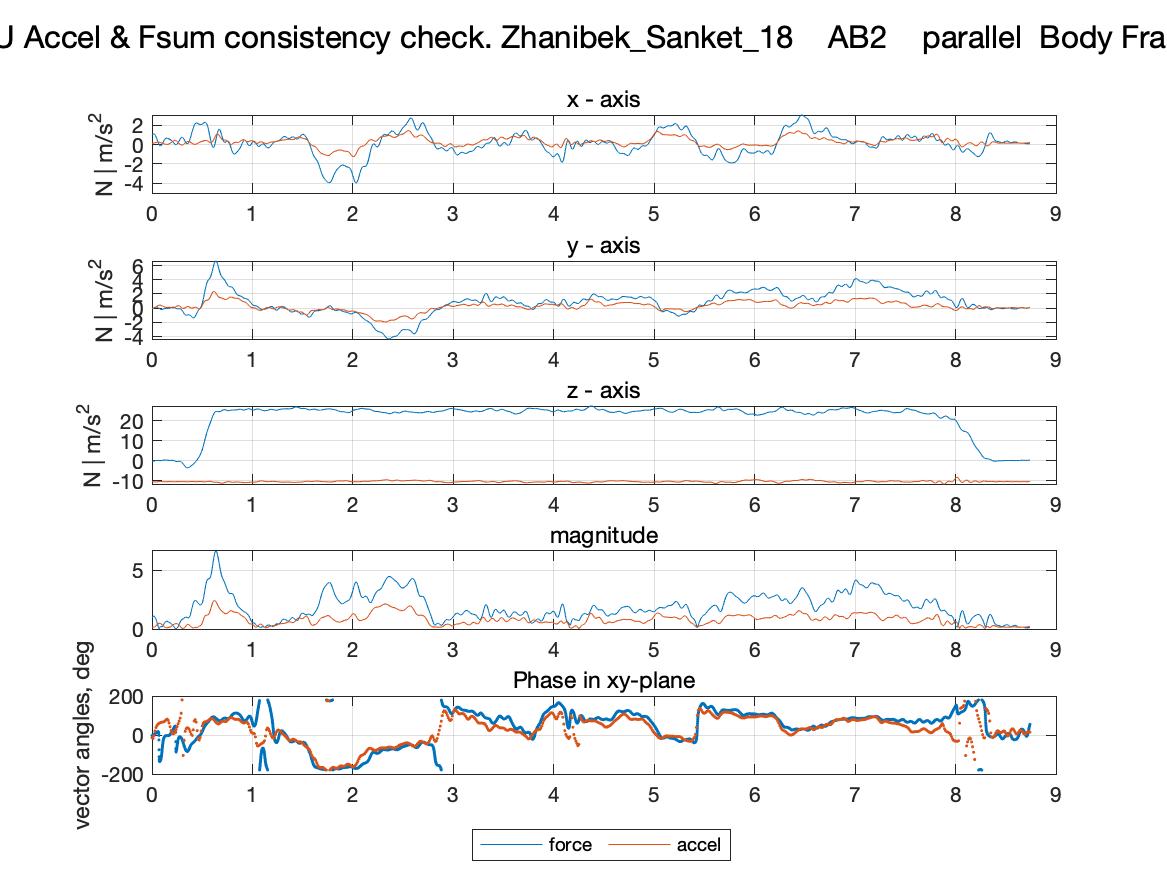 U Accel & Fsum consistency check. Zhanibek_Sanket_18 AB2 parallel Body Fra
x - axis
N | m/s²
2
0
-2
-4
0 1 2 3 4 5 6 7 8 9
y - axis
N | m/s²
6
4
2
0
-2
-4
0 1 2 3 4 5 6 7 8 9
z - axis
N | m/s²
20
10
0
-10
0 1 2 3 4 5 6 7 8 9
magnitude
5
0
0 1 2 3 4 5 6 7 8 9
Phase in xy-plane
vector angles, deg
200
0
-200
0 1 2 3 4 5 6 7 8 9
force accel